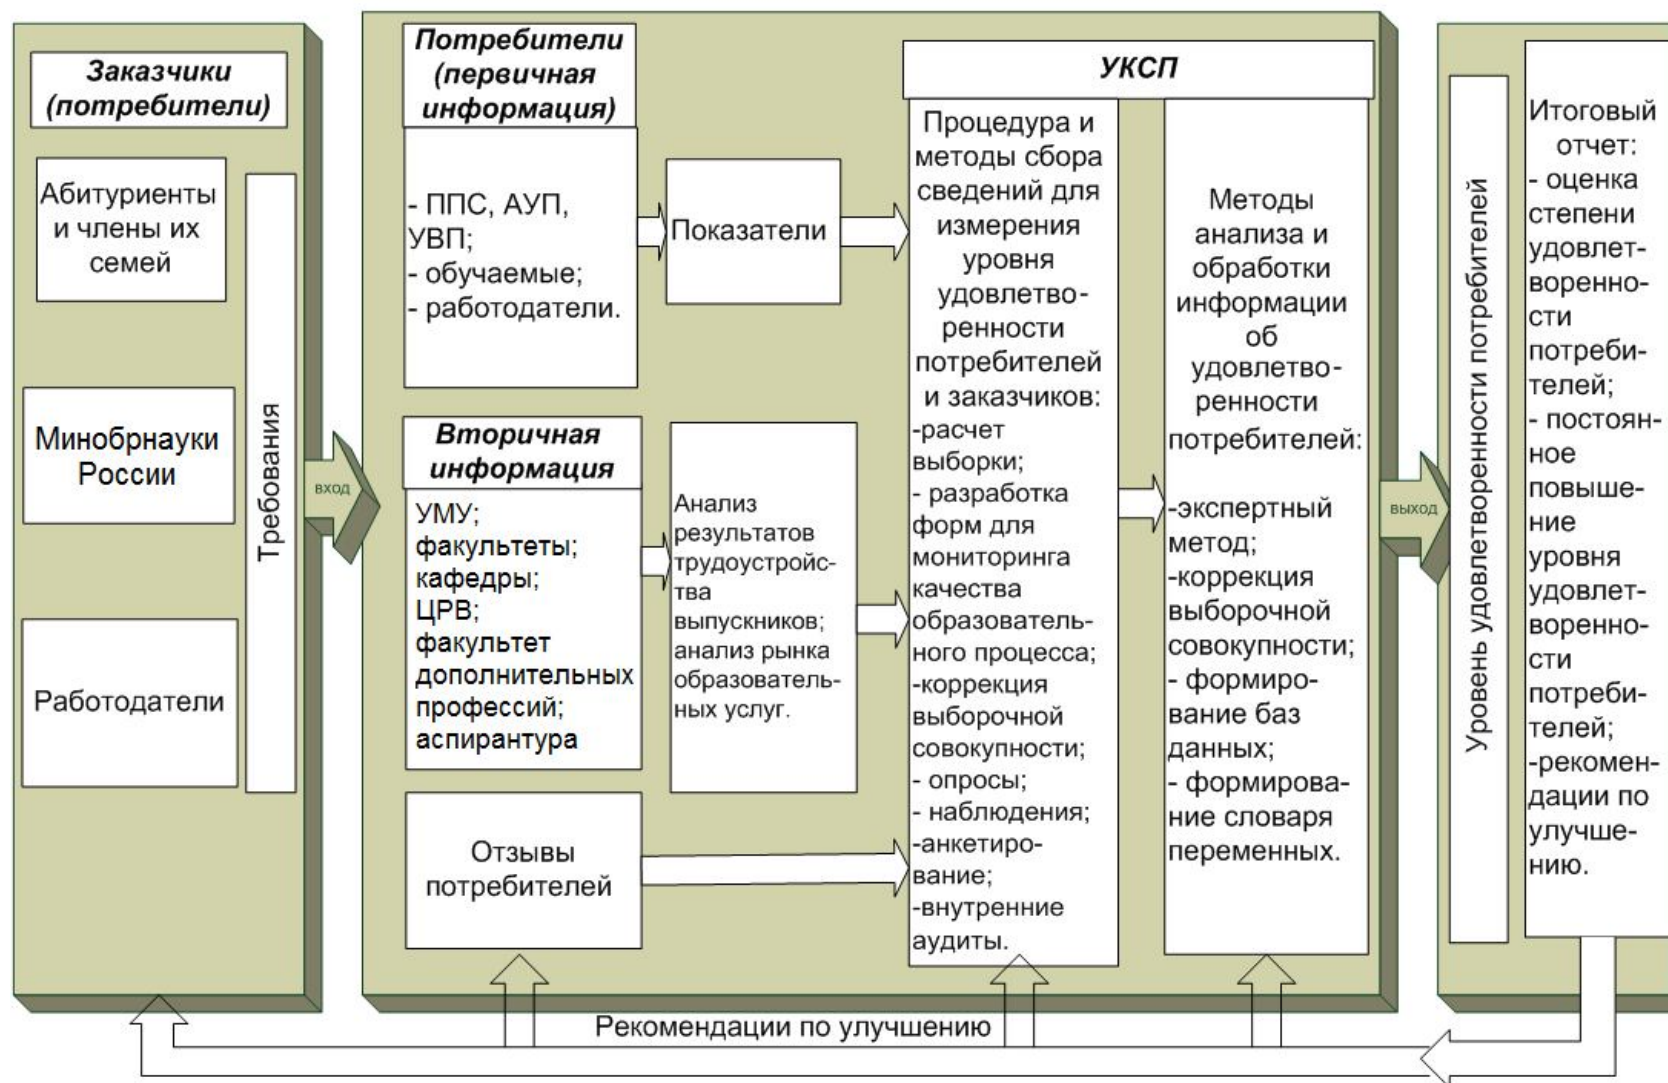 Заказчики
(потребители)
Абитуриенты
и члены их
семей
Минобрнауки
России
Работодатели
Требования
вход
Потребители
(первичная
информация)
- ППС, АУП,
УВП;
- обучаемые;
- работодатели.
Показатели
Вторичная
информация
УМУ;
факультеты;
кафедры;
ЦРВ;
факультет
дополнительных
профессий;
аспирантура
Анализ
результатов
трудоустройс-
тва
выпускников;
анализ рынка
образователь-
ных услуг.
Отзывы
потребителей
УКСП
Процедура и
методы сбора
сведений для
измерения
уровня
удовлетво-
ренности
потребителей
и заказчиков:
-расчет
выборки;
- разработка
форм для
мониторинга
качества
образователь-
ного процесса;
-коррекция
выборочной
совокупности;
- опросы;
- наблюдения;
-анкетиро-
вание;
-внутренние
аудиты.
Методы
анализа и
обработки
информации
об
удовлетво-
ренности
потребителей:
-экспертный
метод;
-коррекция
выборочной
совокупности;
- формиро-
вание баз
данных;
- формирова-
ние словаря
переменных.
выход
Уровень удовлетворенности потребителей
Итоговый
отчет:
- оценка
степени
удовлет-
воренно-
сти
потреби-
телей;
- постоян-
ное
повыше-
ние
уровня
удовлет-
воренно-
сти
потреби-
телей;
-рекомен-
дации по
улучше-
нию.
Рекомендации по улучшению